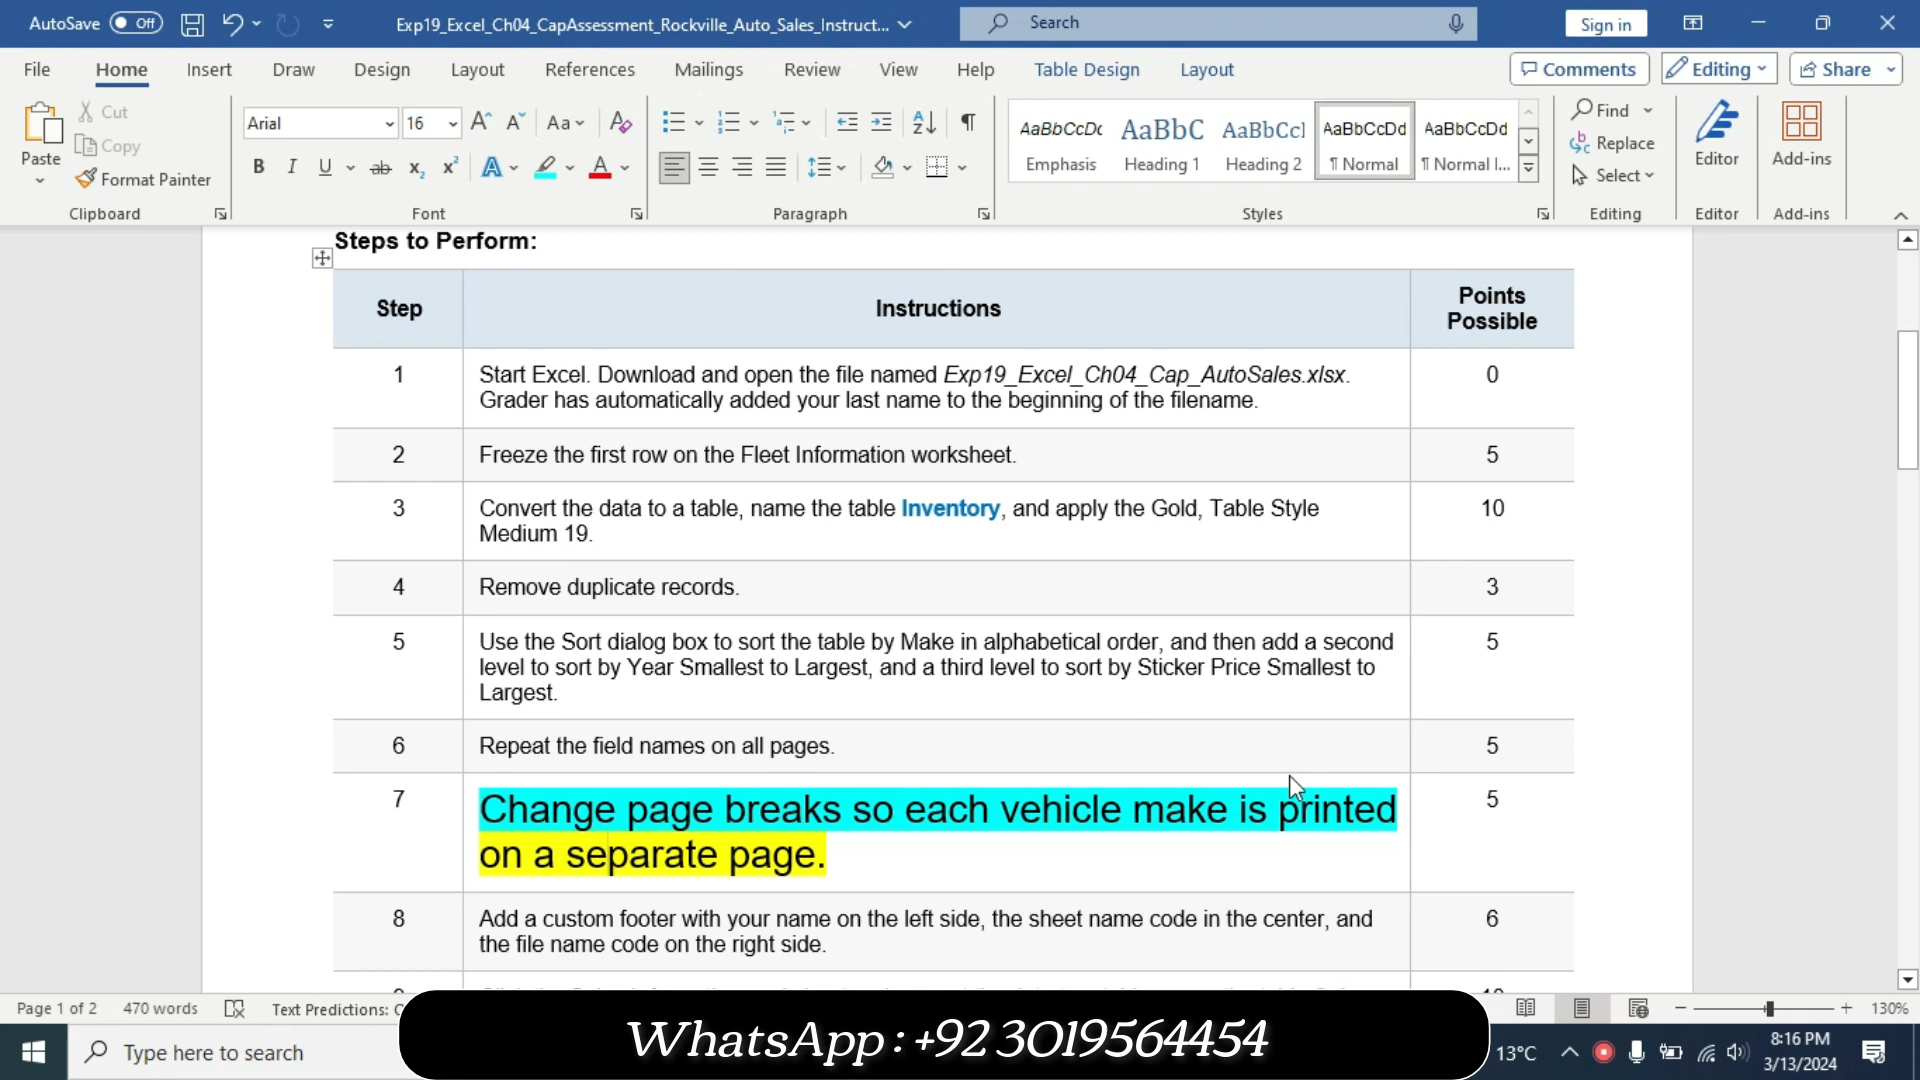 AutoSave Off Exp19_Excel_Ch04_CapAssessment_Rockville_Auto_Sales_Instruct... Search Sign in
File Home Insert Draw Design Layout References Mailings Review View Help Table Design Layout Comments Editing Share
Paste Cut Copy Format Painter
Arial 16
AaBbCcDc AaBbC AaBbCcl AaBbCcDd AaBbCcDd
Emphasis Heading 1 Heading 2 ¶ Normal ¶ Normal I...
Find Replace Select
Editor Add-ins
Clipboard Font Paragraph Styles Editing Editor Add-ins
Steps to Perform:
Step Instructions Points Possible
1 Start Excel. Download and open the file named Exp19_Excel_Ch04_Cap_AutoSales.xlsx. 0
Grader has automatically added your last name to the beginning of the filename.
2 Freeze the first row on the Fleet Information worksheet. 5
3 Convert the data to a table, name the table Inventory, and apply the Gold, Table Style 10
Medium 19.
4 Remove duplicate records. 3
5 Use the Sort dialog box to sort the table by Make in alphabetical order, and then add a second 5
level to sort by Year Smallest to Largest, and a third level to sort by Sticker Price Smallest to
Largest.
6 Repeat the field names on all pages. 5
7 Change page breaks so each vehicle make is printed 5
on a separate page.
8 Add a custom footer with your name on the left side, the sheet name code in the center, and 6
the file name code on the right side.
Page 1 of 2 470 words Text Predictions: 130%
WhatsApp : +92 3019564454
Type here to search 13°C 8:16 PM
3/13/2024